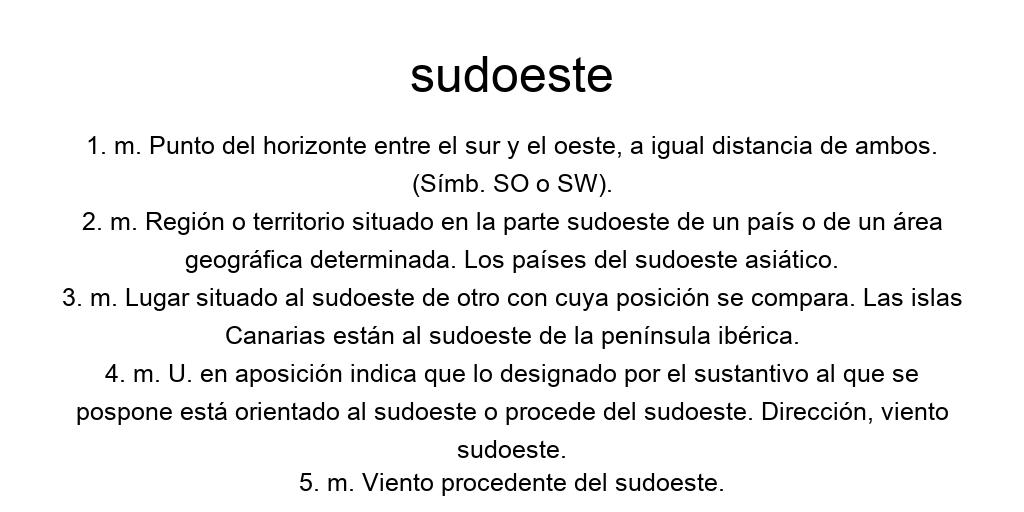 sudoeste
1. m. Punto del horizonte entre el sur y el oeste, a igual distancia de ambos.
(Símb. SO o SW).
2. m. Región o territorio situado en la parte sudoeste de un país o de un área
geográfica determinada. Los países del sudoeste asiático.
3. m. Lugar situado al sudoeste de otro con cuya posición se compara. Las islas
Canarias están al sudoeste de la península ibérica.
4. m. U. en aposición indica que lo designado por el sustantivo al que se
pospone está orientado al sudoeste o procede del sudoeste. Dirección, viento
sudoeste.
5. m. Viento procedente del sudoeste.